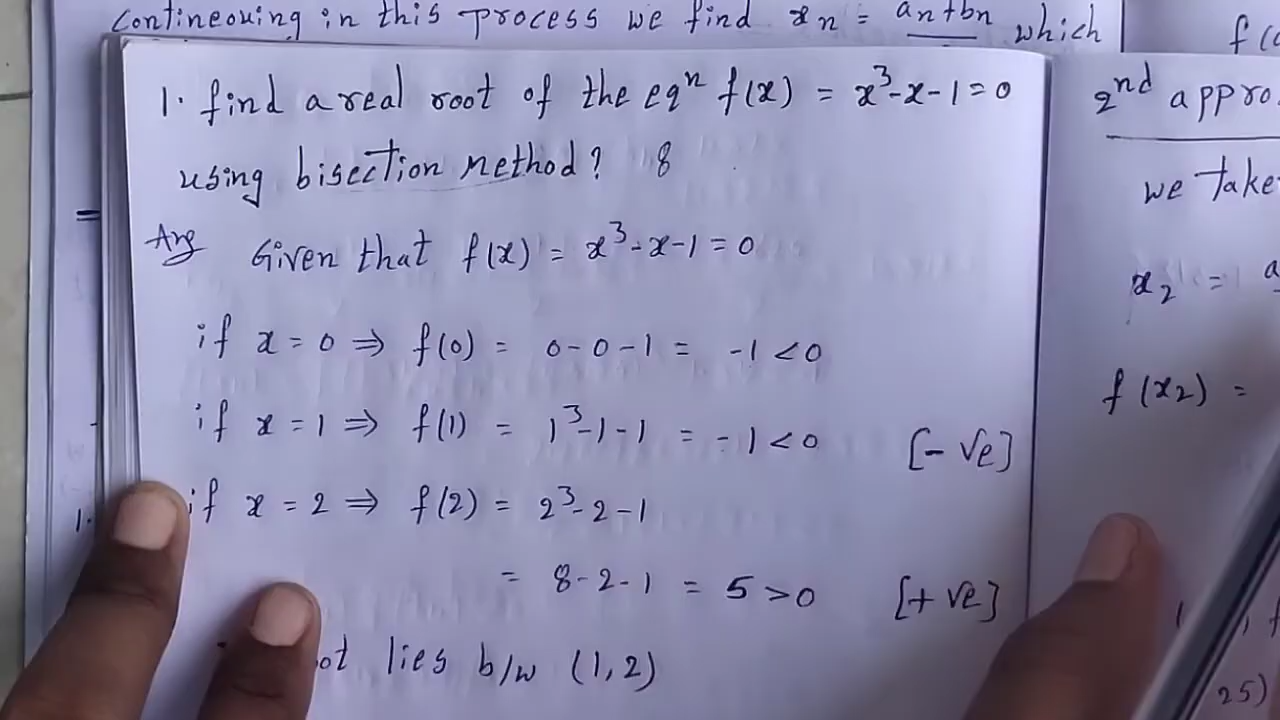 Contineouing in this process we find xn = an+bn which
1. find a real root of the eqⁿ f(x) = x³-x-1=0
using bisection Method? 8
Ans Given that f(x) = x³-x-1=0
if x=0 ⇒ f(0) = 0-0-1 = -1<0
if x=1 ⇒ f(1) = 1³-1-1 = -1<0 [-ve]
if x=2 ⇒ f(2) = 2³-2-1
= 8-2-1 = 5>0 [+ve]
lies b/w (1,2)
2nd appro
we take
x₂ =
f(x₂) =
25)